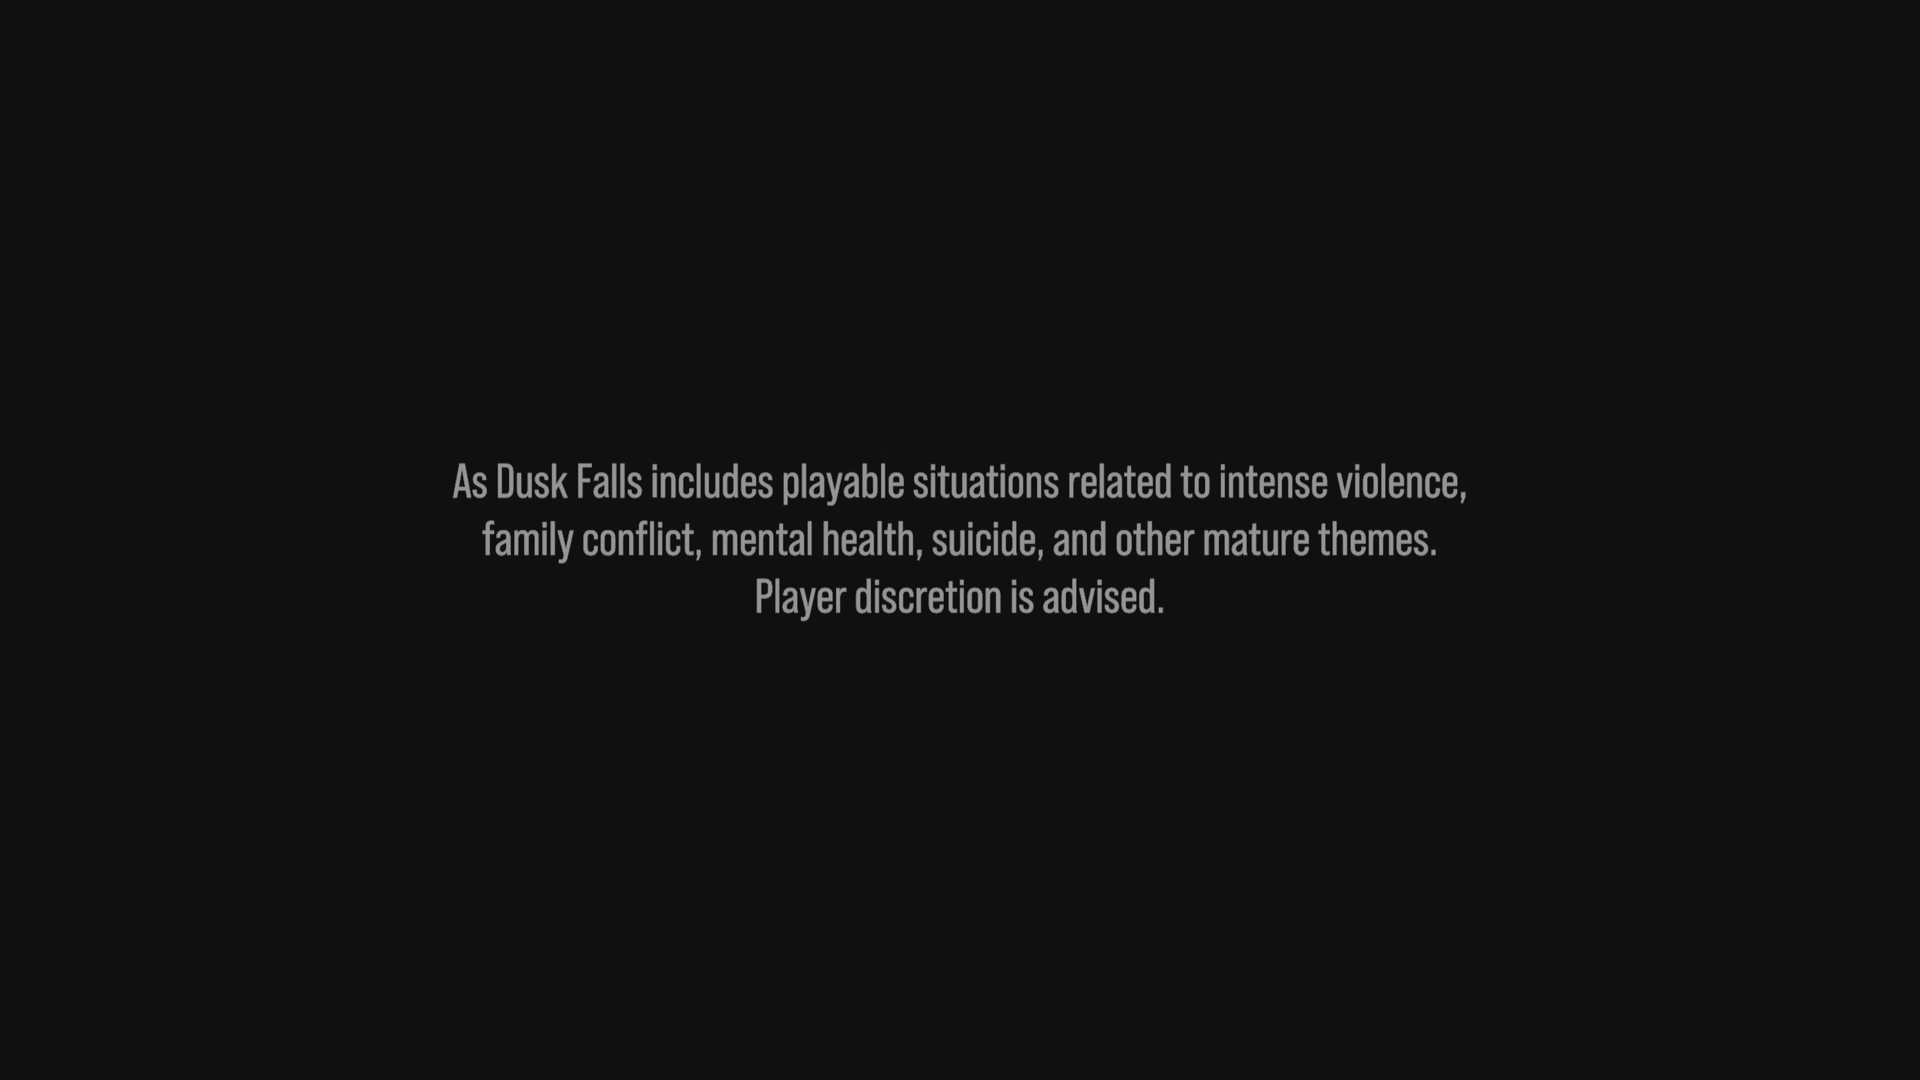 As Dusk Falls includes playable situations related to intense violence,
family conflict, mental health, suicide, and other mature themes.
Player discretion is advised.